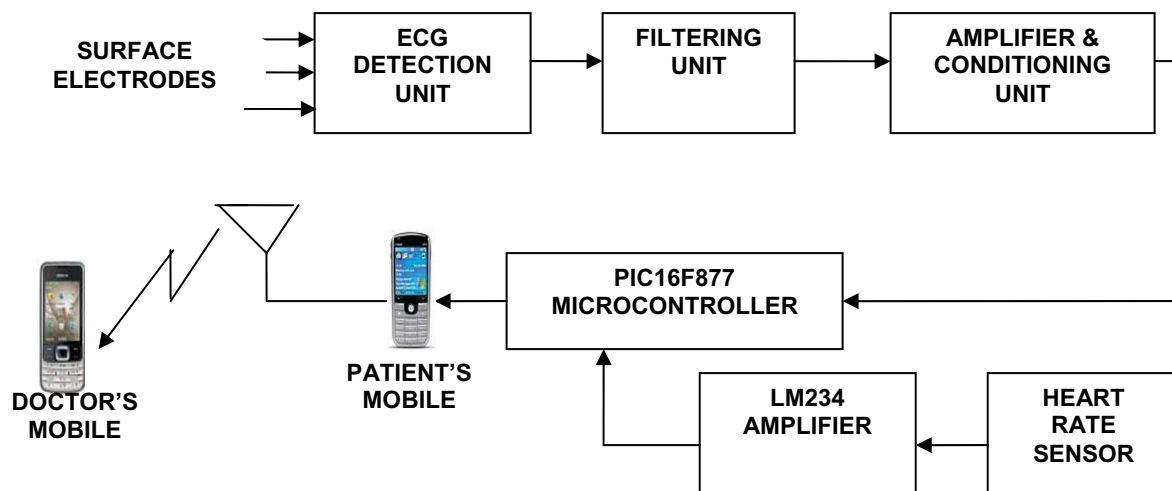 SURFACE
ELECTRODES
ECG
DETECTION
UNIT
FILTERING
UNIT
AMPLIFIER &
CONDITIONING
UNIT
DOCTOR'S
MOBILE
PATIENT'S
MOBILE
PIC16F877
MICROCONTROLLER
LM234
AMPLIFIER
HEART
RATE
SENSOR